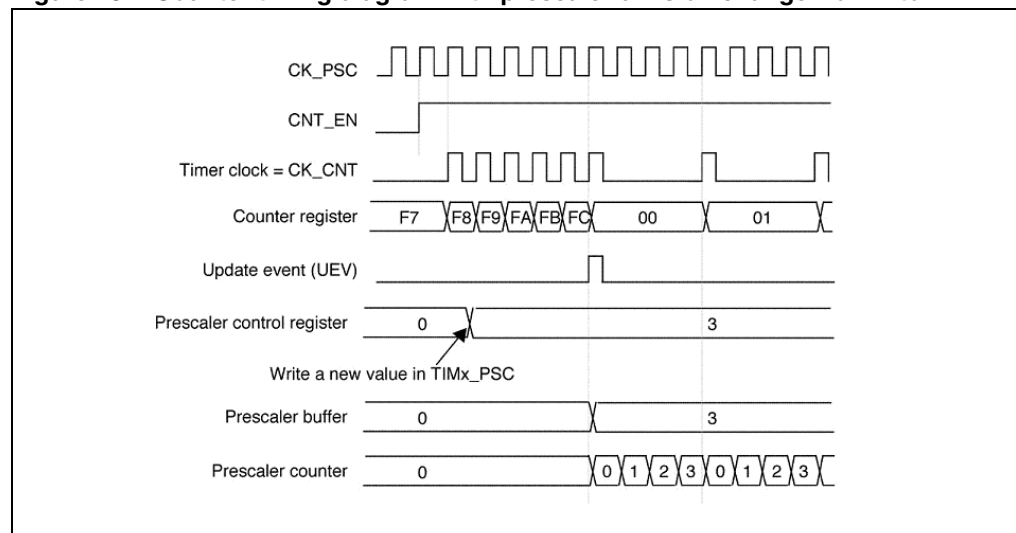 CK_PSC
CNT_EN
Timer clock = CK_CNT
Counter register F7 F8 F9 FA FB FC 00 01
Update event (UEV)
Prescaler control register 0 3
Write a new value in TIMx_PSC
Prescaler buffer 0 3
Prescaler counter 0 0 1 2 3 0 1 2 3